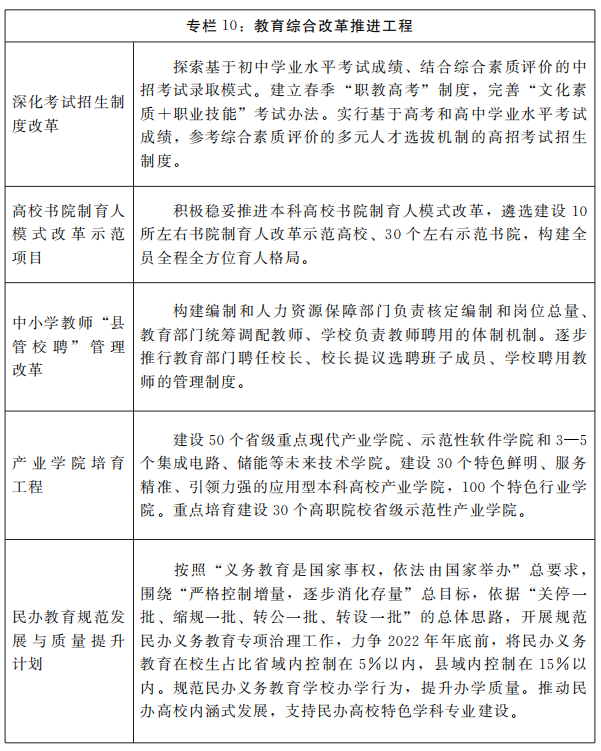 专栏 10：教育综合改革推进工程
深化考试招生制
度改革
探索基于初中学业水平考试成绩、结合综合素质评价的中
招考试录取模式。建立春季“职教高考”制度，完善“文化素
质＋职业技能”考试办法。实行基于高考和高中学业水平考试
成绩，参考综合素质评价的多元人才选拔机制的高招考试招生
制度。
高校书院制育人
模式改革示范
项目
积极稳妥推进本科高校书院制育人模式改革，遴选建设 10
所左右书院制育人改革示范高校、30 个左右示范书院，构建全
员全程全方位育人格局。
中小学教师“县
管校聘”管理
改革
构建编制和人力资源保障部门负责核定编制和岗位总量、
教育部门统筹调配教师、学校负责教师聘用的体制机制。逐步
推行教育部门聘任校长、校长提议选聘班子成员、学校聘用教
师的管理制度。
产业学院培育
工程
建设 50 个省级重点现代产业学院、示范性软件学院和 3—5
个集成电路、储能等未来技术学院。建设 30 个特色鲜明、服务
精准、引领力强的应用型本科高校产业学院，100 个特色行业学
院。重点培育建设 30 个高职院校省级示范性产业学院。
民办教育规范发
展与质量提升
计划
按照“义务教育是国家事权，依法由国家举办”总要求，
围绕“严格控制增量，逐步消化存量”总目标，依据“关停一
批、缩规一批、转公一批、转设一批”的总体思路，开展规范
民办义务教育专项治理工作，力争 2022 年年底前，将民办义务
教育在校生占比省域内控制在 5%以内，县域内控制在 15%以
内。规范民办义务教育学校办学行为，提升办学质量。推动民
办高校内涵式发展，支持民办高校特色学科专业建设。